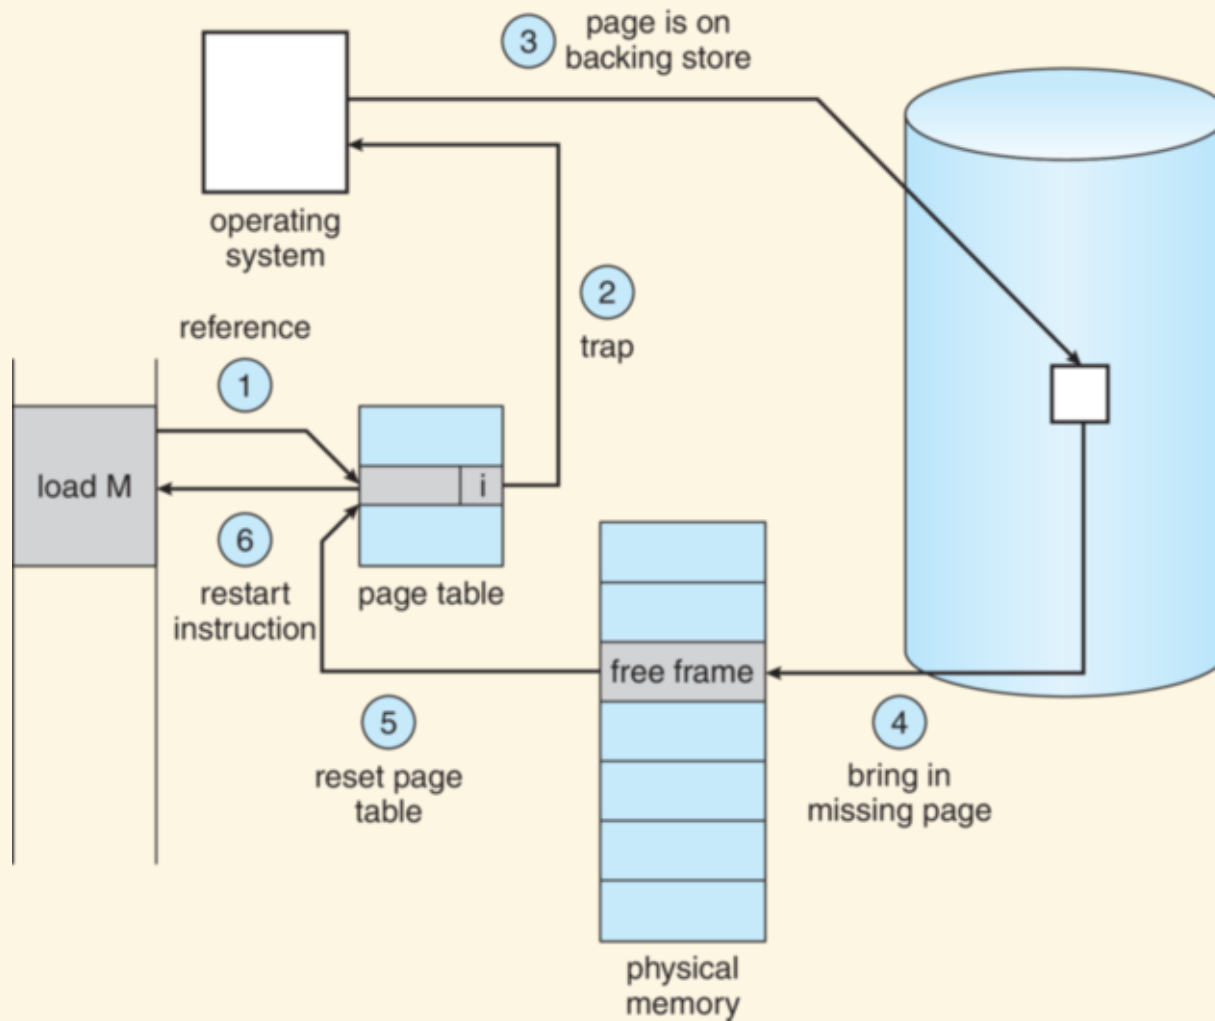 3
page is on
backing store
operating
system
2
trap
reference
1
load M
i
6
restart
instruction
page table
free frame
5
reset page
table
4
bring in
missing page
physical
memory